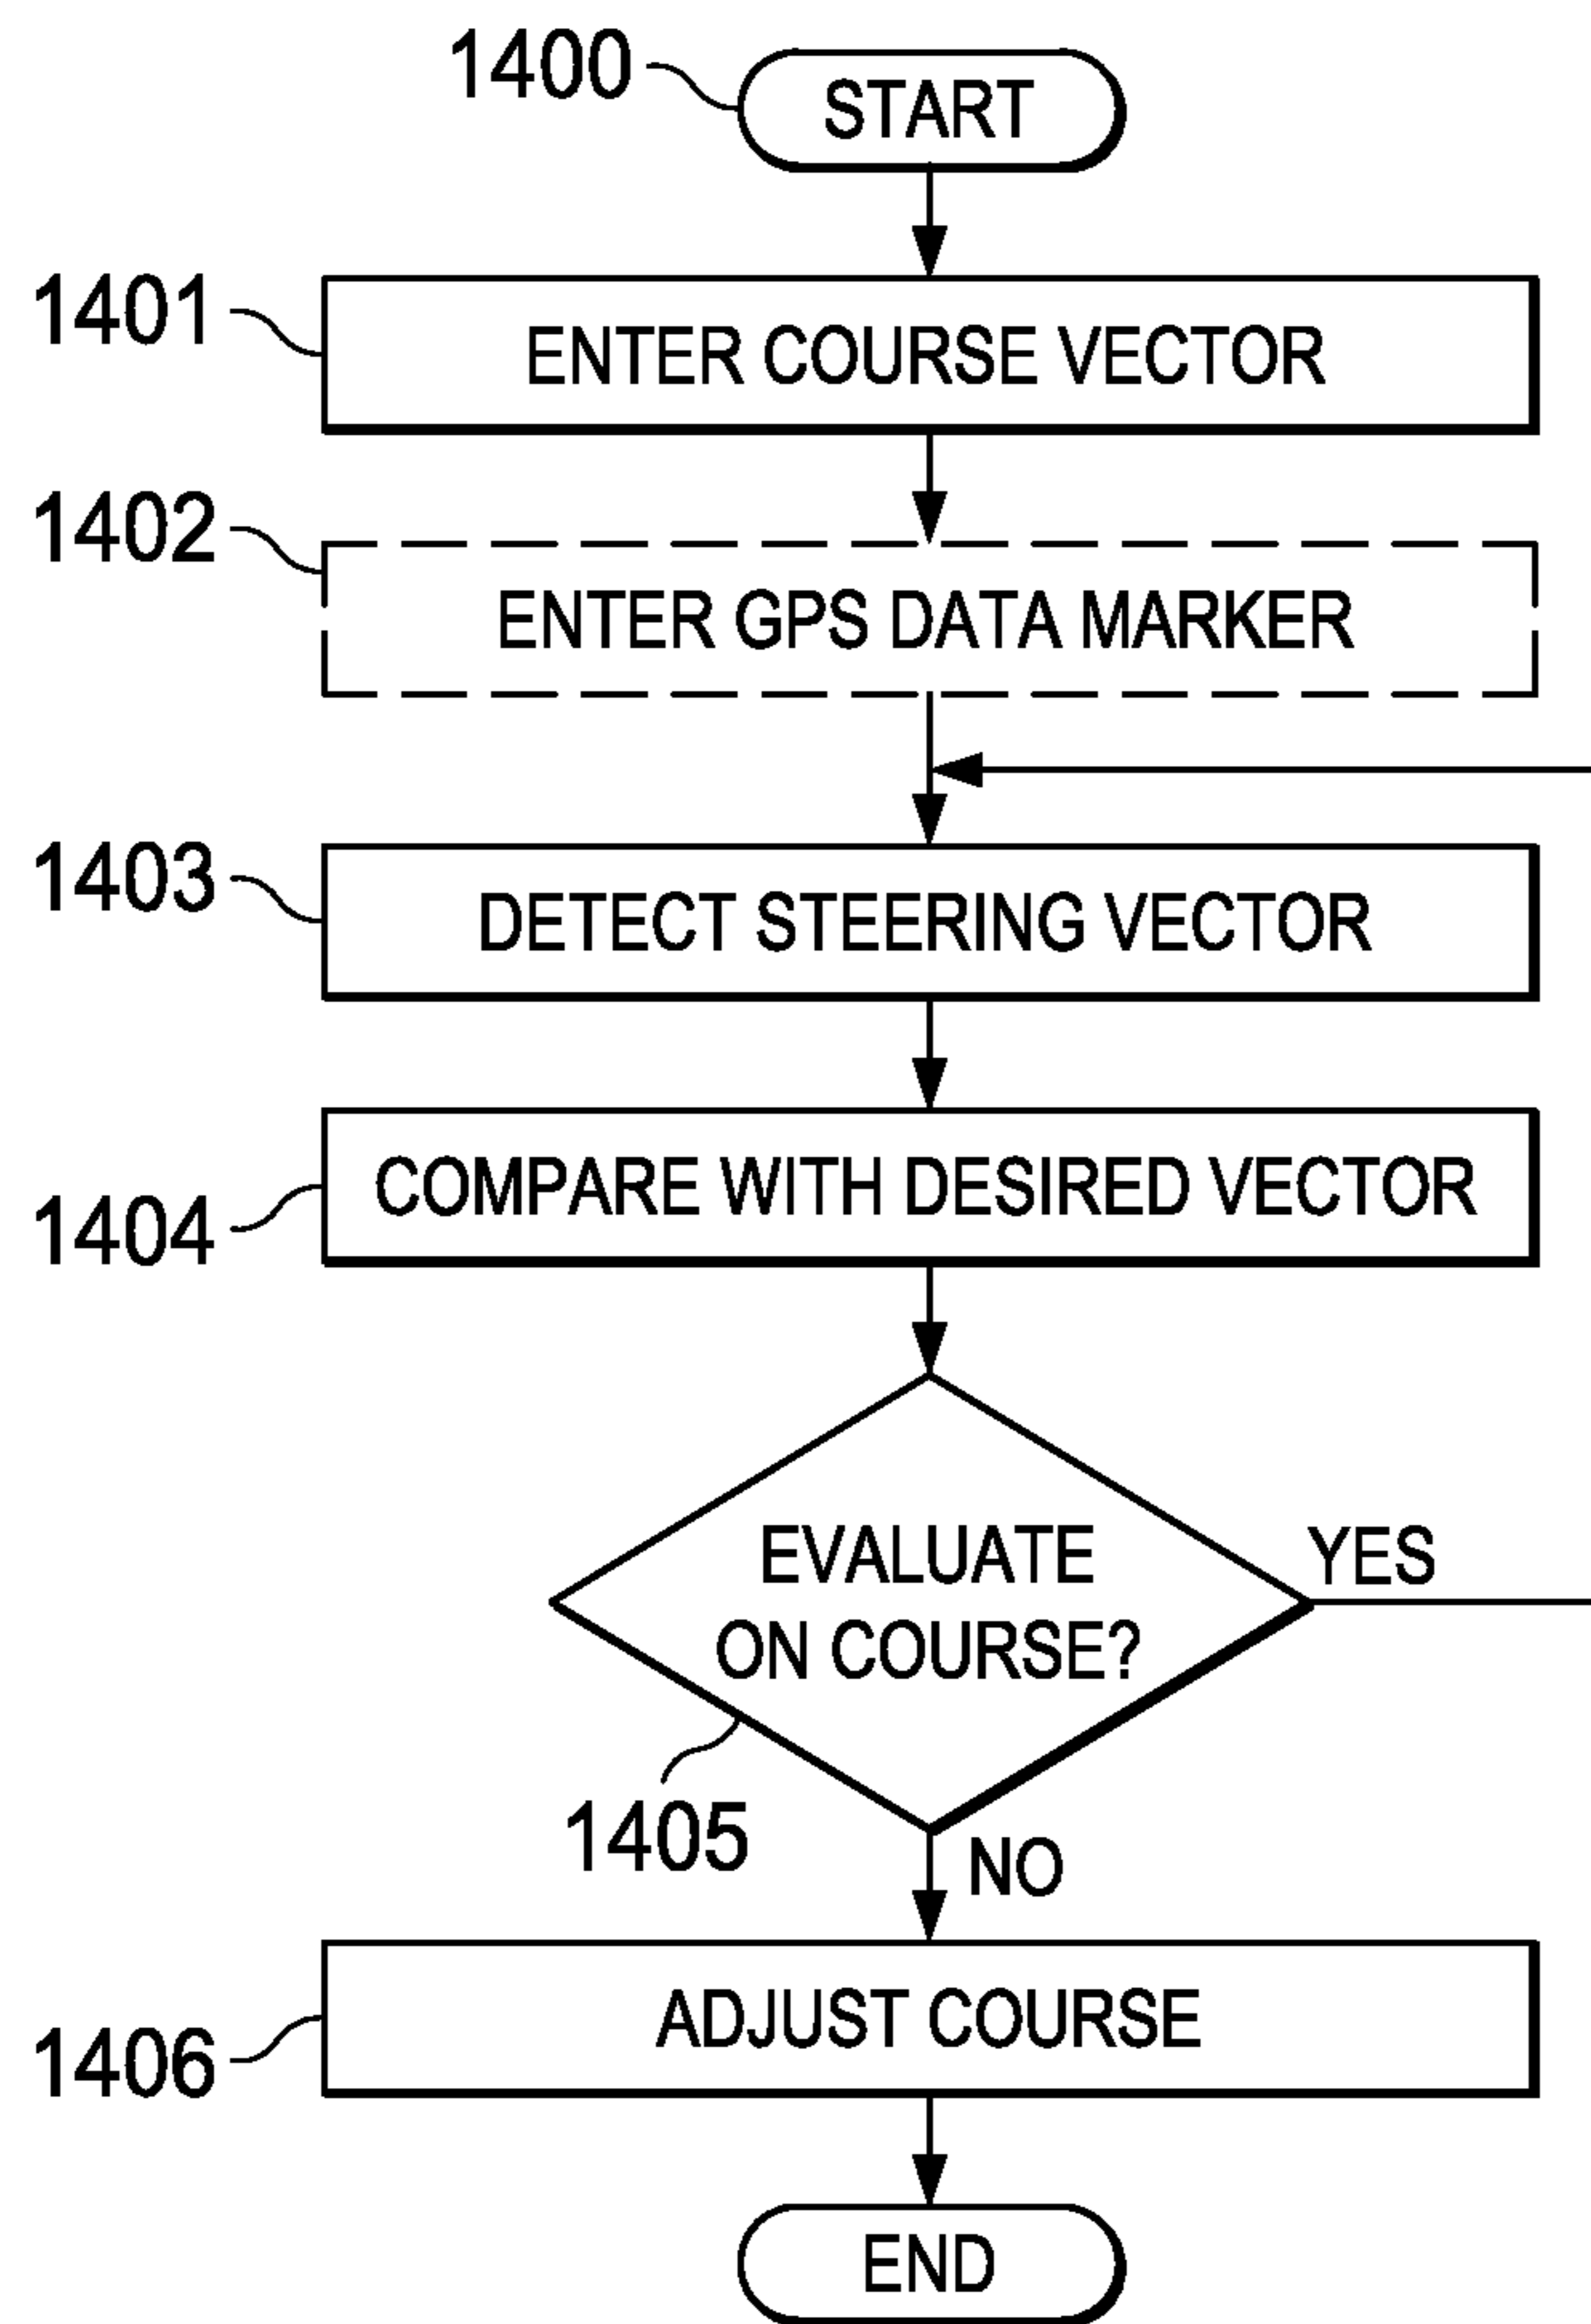 1400
START
1401
ENTER COURSE VECTOR
1402
ENTER GPS DATA MARKER
1403
DETECT STEERING VECTOR
1404
COMPARE WITH DESIRED VECTOR
EVALUATE
ON COURSE?
YES
1405
NO
1406
ADJUST COURSE
END